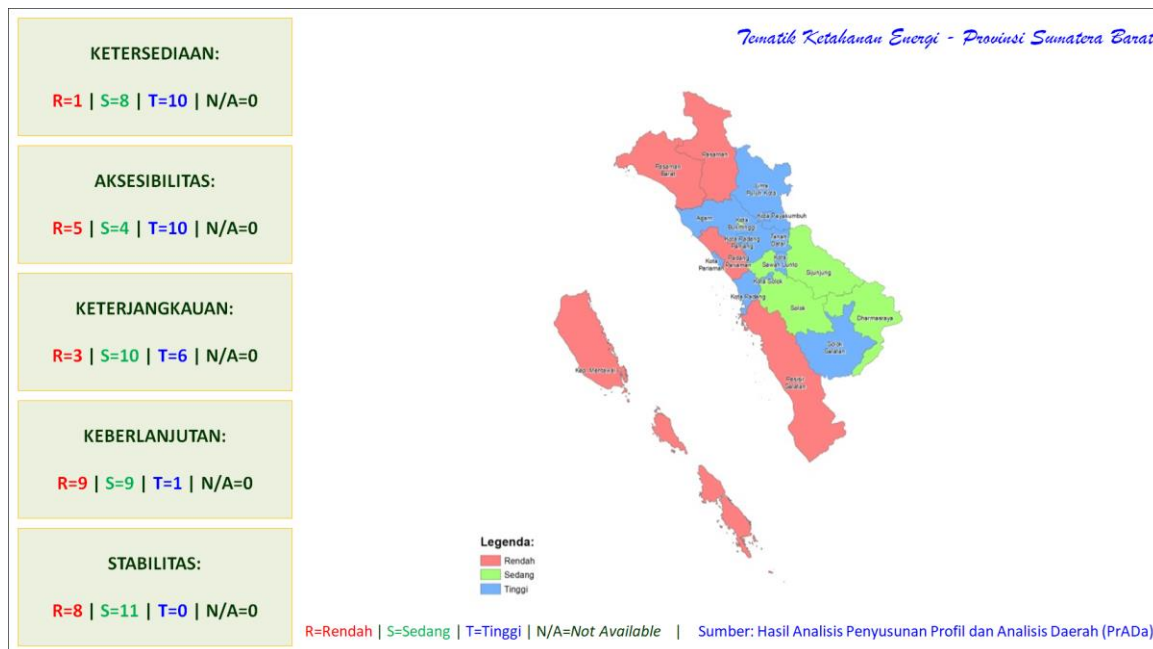 KETERSEDIAAN:
R=1 | S=8 | T=10 | N/A=0
AKSESIBILITAS:
R=5 | S=4 | T=10 | N/A=0
KETERJANGKAUAN:
R=3 | S=10 | T=6 | N/A=0
KEBERLANJUTAN:
R=9 | S=9 | T=1 | N/A=0
STABILITAS:
R=8 | S=11 | T=0 | N/A=0
Tematik Ketahanan Energi - Provinsi Sumatera Barat
Pasaman
Pasaman
Barat
Lima
Puluh Kota
Kota Payakumbuh
Agam
Kota
Bukittinggi
Kota Padang
Panjang
Tanah
Datar
Padang
Pariaman
Kota
Pariaman
Kota
Sawah Lunto
Sijunjung
Kota Solok
Kota Padang
Solok
Dharmasraya
Solok
Selatan
Pesisir
Selatan
Kep. Mentawai
Legenda:
Rendah
Sedang
Tinggi
R=Rendah | S=Sedang | T=Tinggi | N/A=Not Available | Sumber: Hasil Analisis Penyusunan Profil dan Analisis Daerah (PrADa)